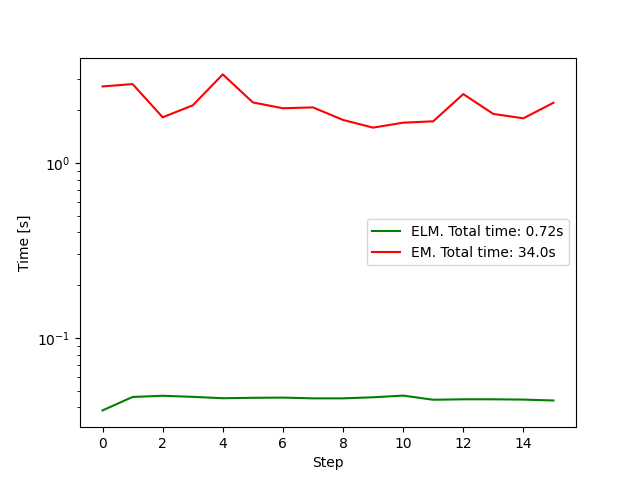 10⁰
Time [s]
ELM. Total time: 0.72s
EM. Total time: 34.0s
10⁻¹
0 2 4 6 8 10 12 14
Step